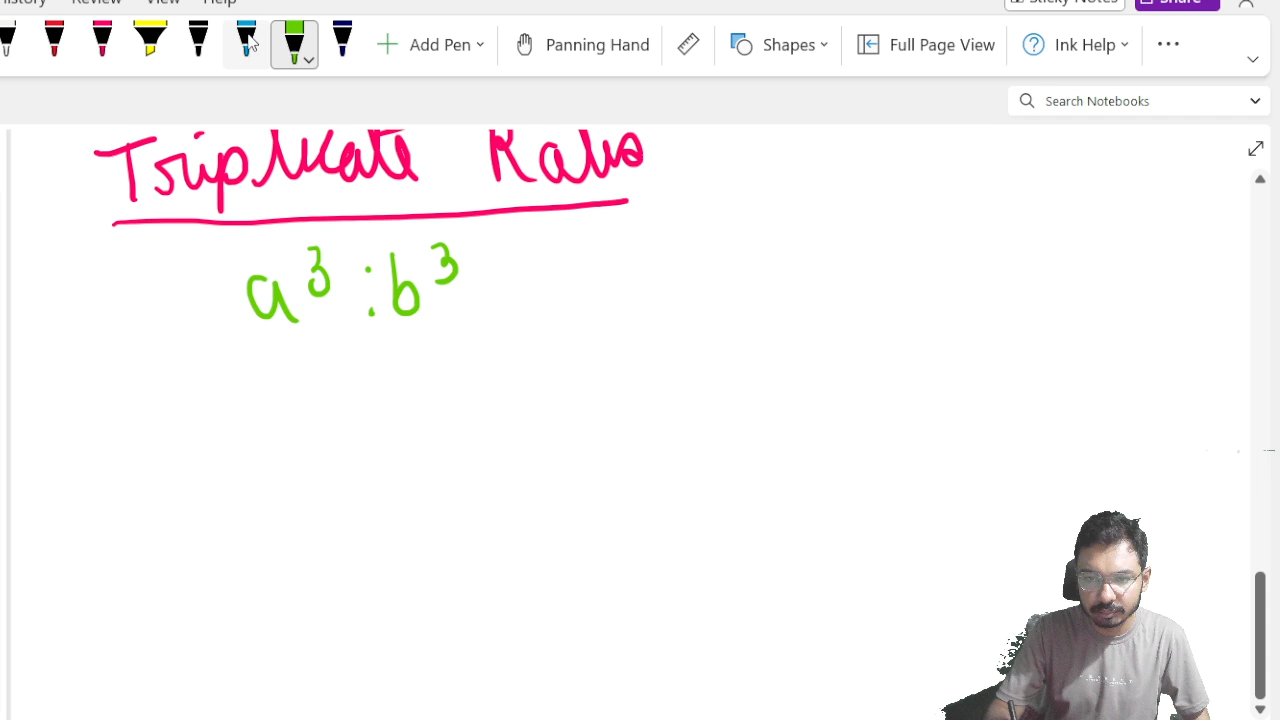 History Review View Help
Sticky Notes Share
Add Pen Panning Hand Shapes Full Page View Ink Help
Search Notebooks
Triplicate Ratio
a³ : b³